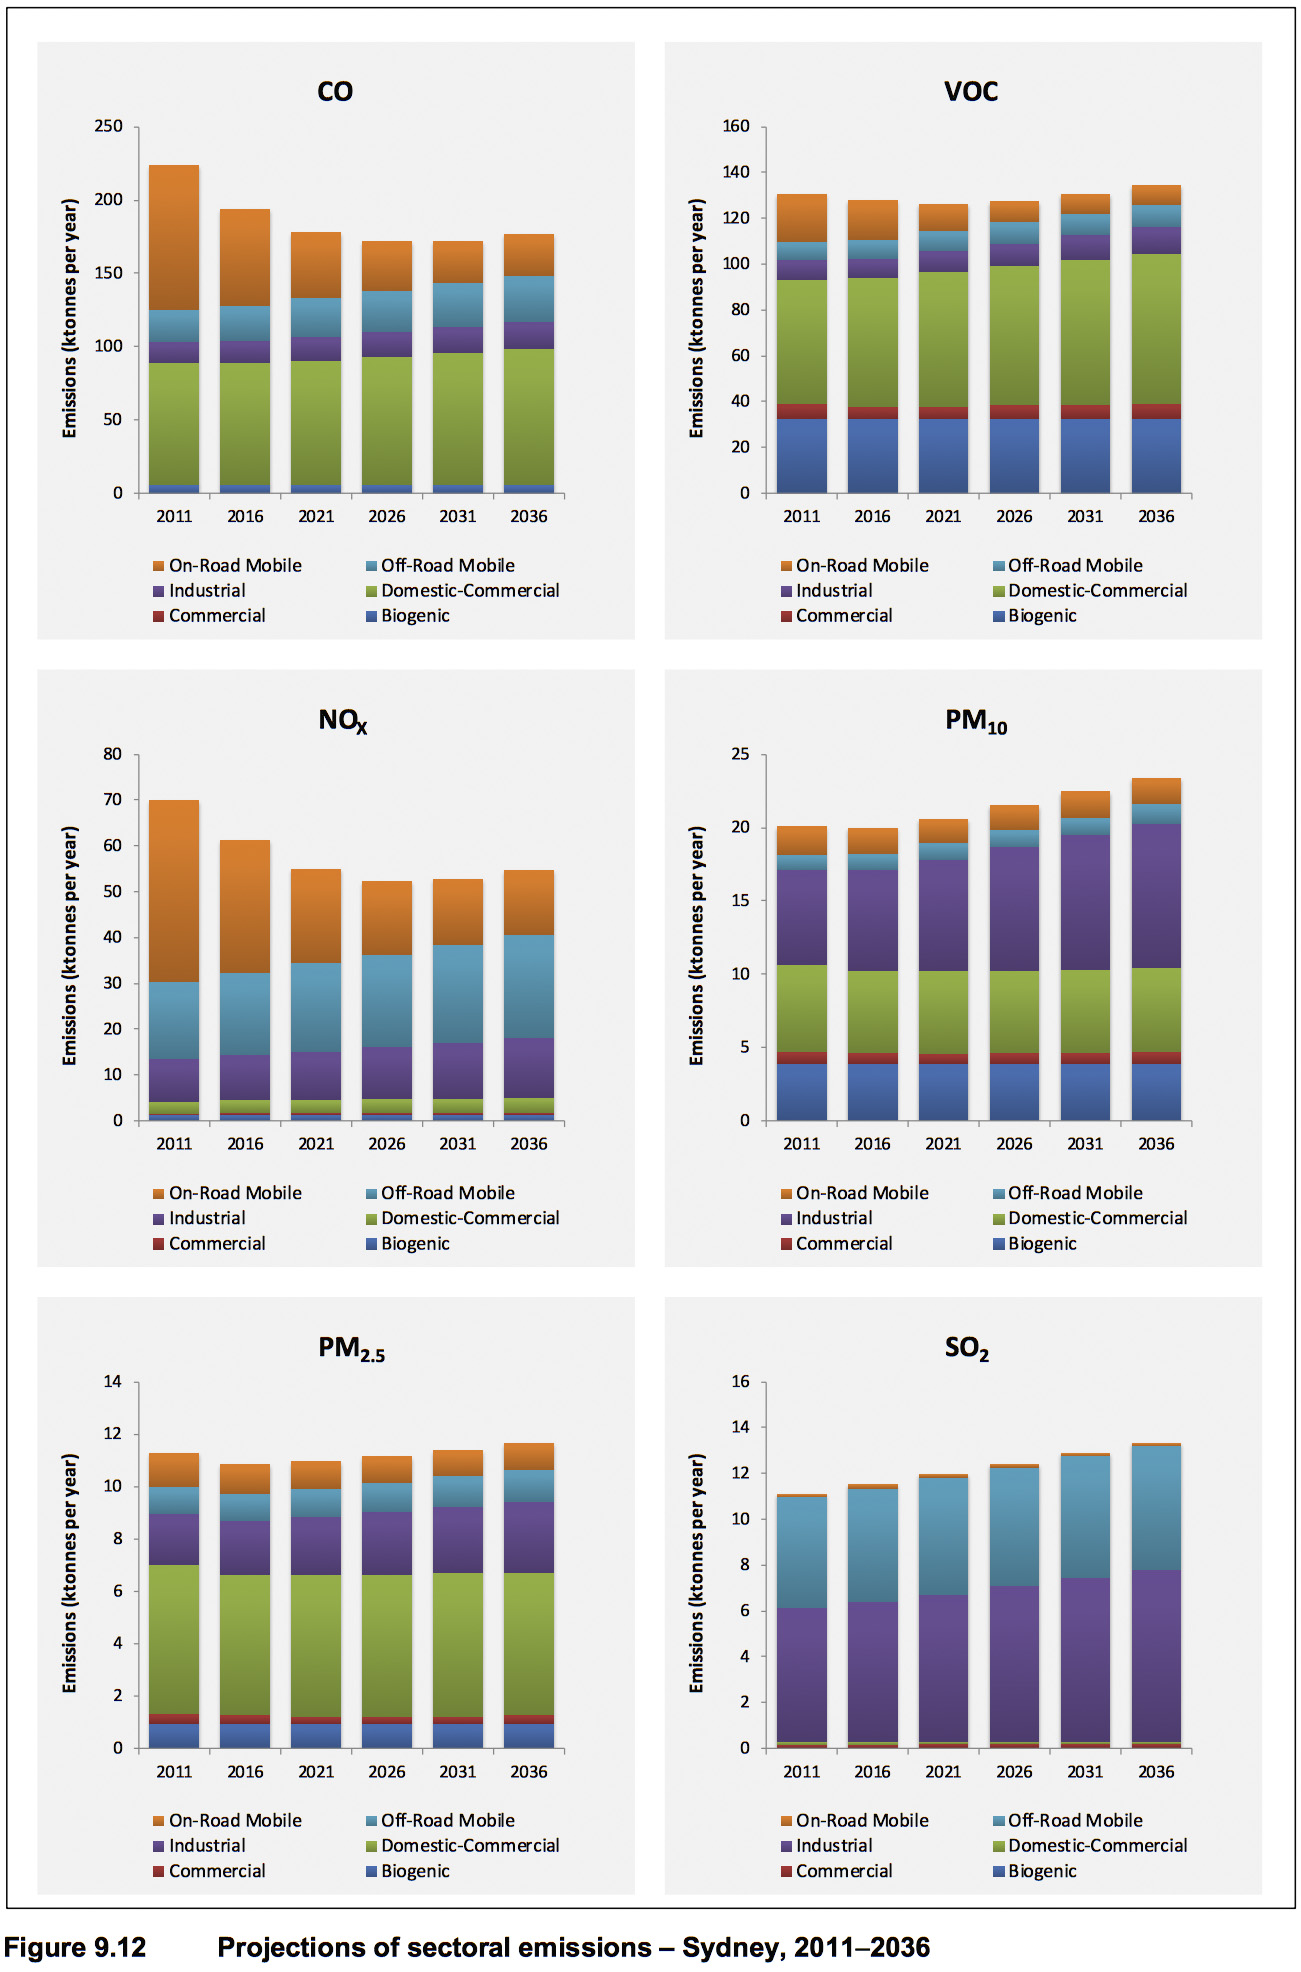 CO
Emissions (ktonnes per year)
250
200
150
100
50
0
2011 2016 2021 2026 2031 2036
On-Road Mobile Off-Road Mobile
Industrial Domestic-Commercial
Commercial Biogenic
VOC
Emissions (ktonnes per year)
160
140
120
100
80
60
40
20
0
2011 2016 2021 2026 2031 2036
On-Road Mobile Off-Road Mobile
Industrial Domestic-Commercial
Commercial Biogenic
NOX
Emissions (ktonnes per year)
80
70
60
50
40
30
20
10
0
2011 2016 2021 2026 2031 2036
On-Road Mobile Off-Road Mobile
Industrial Domestic-Commercial
Commercial Biogenic
PM10
Emissions (ktonnes per year)
25
20
15
10
5
0
2011 2016 2021 2026 2031 2036
On-Road Mobile Off-Road Mobile
Industrial Domestic-Commercial
Commercial Biogenic
PM2.5
Emissions (ktonnes per year)
14
12
10
8
6
4
2
0
2011 2016 2021 2026 2031 2036
On-Road Mobile Off-Road Mobile
Industrial Domestic-Commercial
Commercial Biogenic
SO2
Emissions (ktonnes per year)
16
14
12
10
8
6
4
2
0
2011 2016 2021 2026 2031 2036
On-Road Mobile Off-Road Mobile
Industrial Domestic-Commercial
Commercial Biogenic
Figure 9.12 Projections of sectoral emissions – Sydney, 2011–2036